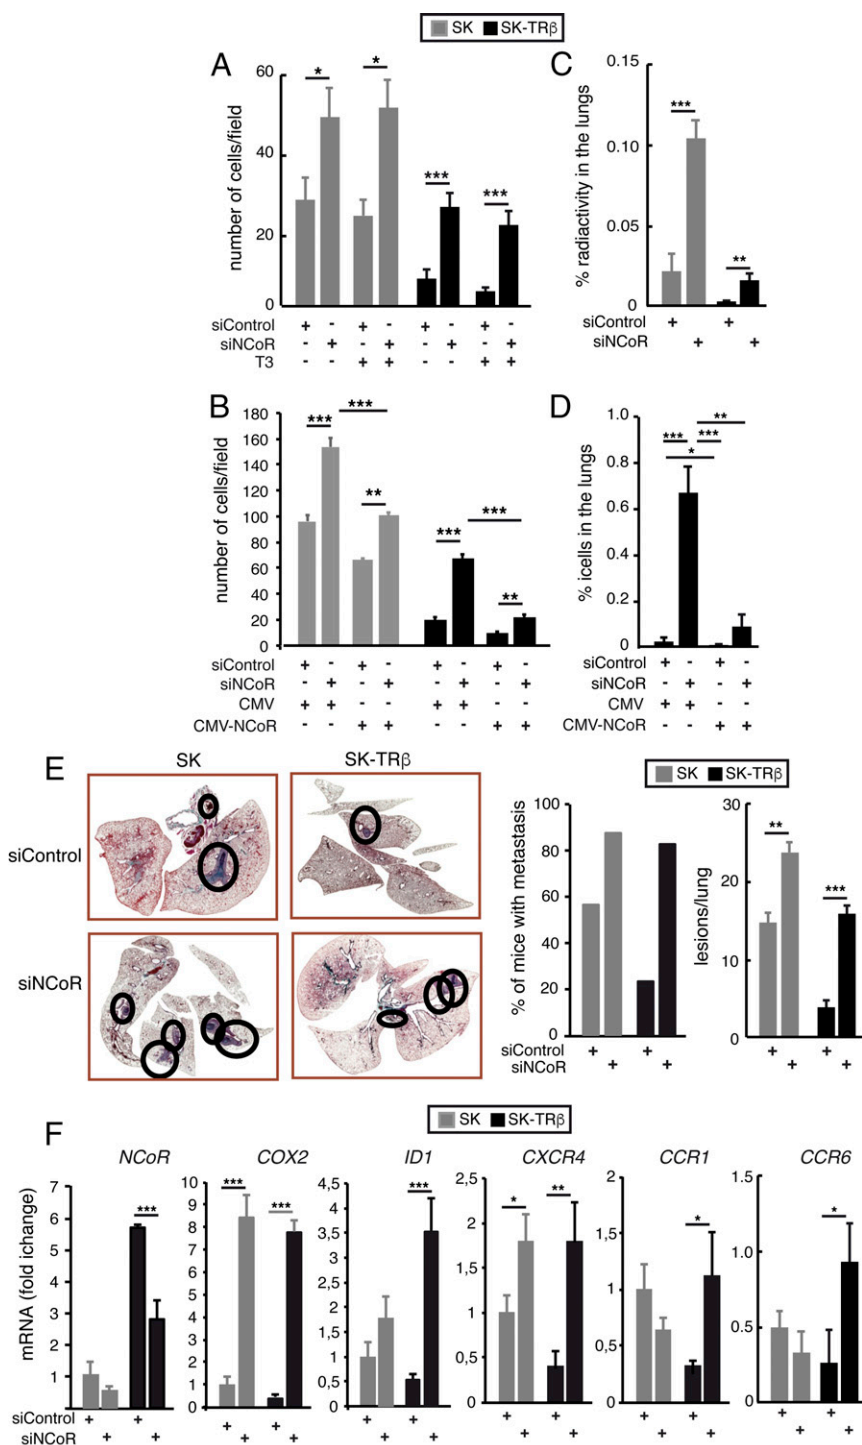 SK SK-TRβ
A
number of cells/field
60
40
20
0
* * *** ***
siControl + - + - + - + -
siNCoR - + - + - + - +
T3 - - + + - - + +
C
% radiactivity in the lungs
0.15
0.10
0.05
0
*** **
siControl + - + -
siNCoR - + - +
B
number of cells/field
180
160
140
120
100
80
60
40
20
0
*** *** ** *** *** **
siControl + - + - + - + -
siNCoR - + - + - + - +
CMV + + - - + + - -
CMV-NCoR - - + + - - + +
D
% icells in the lungs
1.0
0.8
0.6
0.4
0.2
0
**
*** ***
*
siControl + - + -
siNCoR - + - +
CMV + + - -
CMV-NCoR - - + +
E
SK SK-TRβ
siControl
siNCoR
SK SK-TRβ
% of mice with metastasis
100
80
60
40
20
0
siControl + +
siNCoR + +
lesions/lung
30
20
10
0
** ***
+ +
+ +
F
SK SK-TRβ
mRNA (fold ichange)
NCoR
7
6
5
4
3
2
1
***
siControl + +
siNCoR + +
COX2
10
9
8
7
6
5
4
3
2
1
0
*** ***
+ +
+ +
ID1
4,5
4
3,5
3
2,5
2
1,5
1
0,5
0
***
+ +
+ +
CXCR4
2,5
2
1,5
1
0,5
0
* **
+ +
+ +
CCR1
2
1,5
1
0,5
0
*
+ +
+ +
CCR6
1.5
1.0
0.5
0
*
+ +
+ +